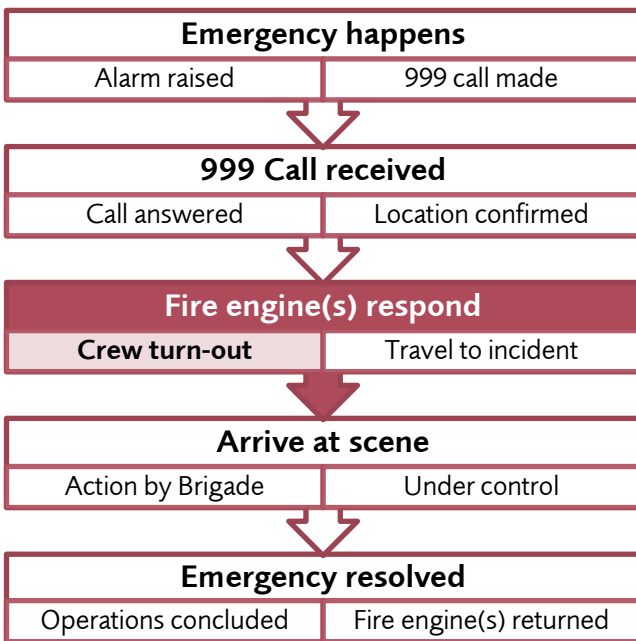 Emergency happens
Alarm raised
999 call made
999 Call received
Call answered
Location confirmed
Fire engine(s) respond
Crew turn-out
Travel to incident
Arrive at scene
Action by Brigade
Under control
Emergency resolved
Operations concluded
Fire engine(s) returned